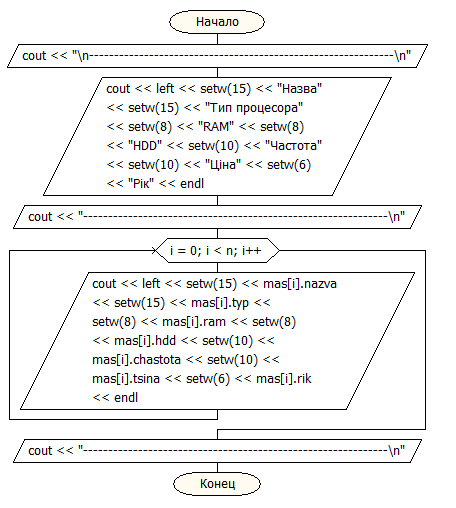 Начало
cout << "\n-----------------------------------------------------------------\n"
cout << left << setw(15) << "Назва"
<< setw(15) << "Тип процесора"
<< setw(8) << "RAM" << setw(8)
<< "HDD" << setw(10) << "Частота"
<< setw(10) << "Ціна" << setw(6)
<< "Рік" << endl
cout << "-----------------------------------------------------------------\n"
i = 0; i < n; i++
cout << left << setw(15) << mas[i].nazva
<< setw(15) << mas[i].typ <<
setw(8) << mas[i].ram << setw(8)
<< mas[i].hdd << setw(10) <<
mas[i].chastota << setw(10) <<
mas[i].tsina << setw(6) << mas[i].rik
<< endl
cout << "-----------------------------------------------------------------\n"
Конец